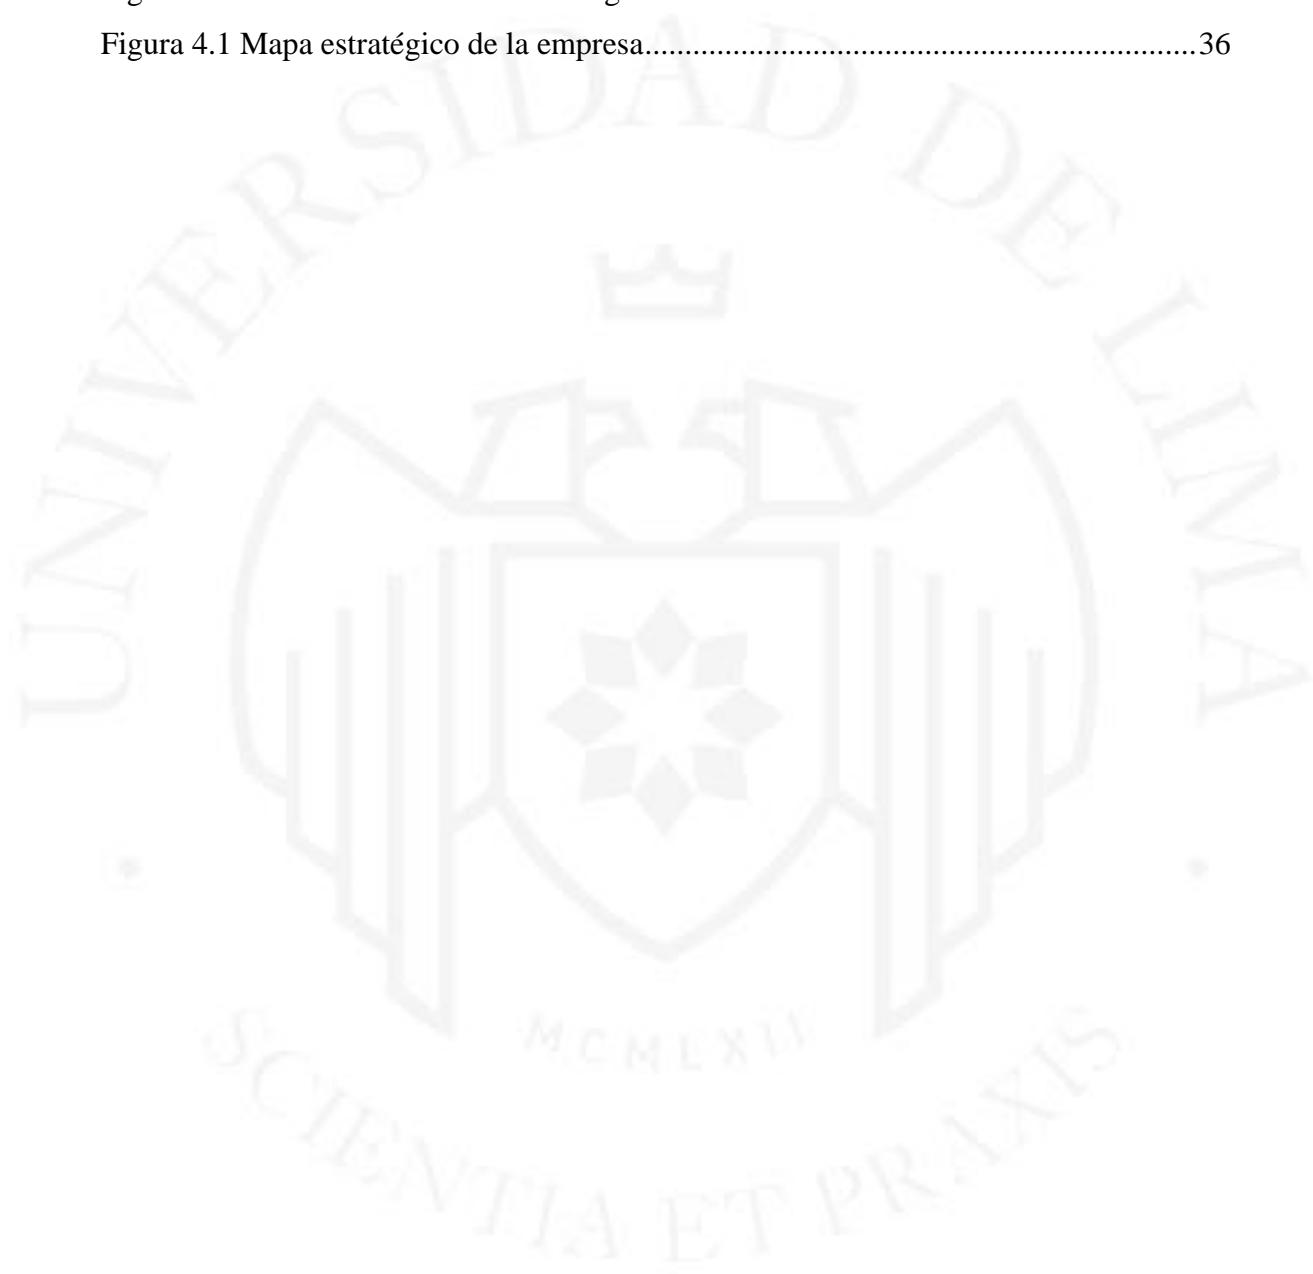 Figura 4.1 Mapa estratégico de la empresa......................................................................36
UNIVERSIDAD DE LIMA
MCMLXII
SCIENTIA ET PRAXIS